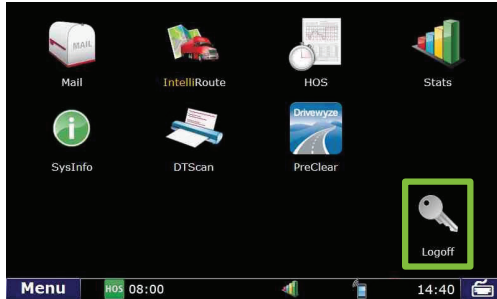 MAIL
Mail
IntelliRoute
HOS
Stats
Drivewyze
SysInfo
DTScan
PreClear
Logoff
Menu
HOS 08:00
14:40